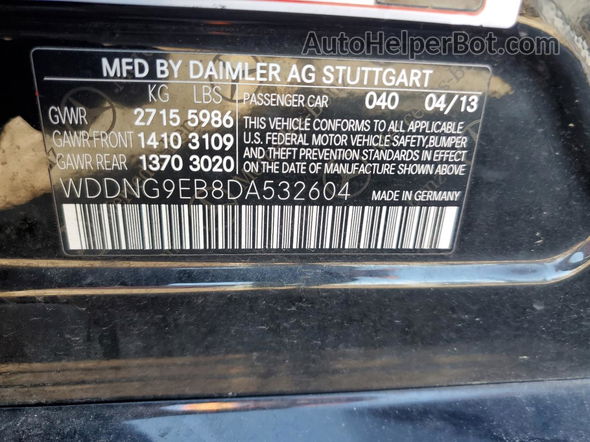 AutoHelperBot.com
MFD BY DAIMLER AG STUTTGART
KG LBS PASSENGER CAR 040 04/13
GVWR 2715 5986
GAWR FRONT 1410 3109
GAWR REAR 1370 3020
THIS VEHICLE CONFORMS TO ALL APPLICABLE
U.S. FEDERAL MOTOR VEHICLE SAFETY,BUMPER
AND THEFT PREVENTION STANDARDS IN EFFECT
ON THE DATE OF MANUFACTURE SHOWN ABOVE.
WDDNG9EB8DA532604 MADE IN GERMANY